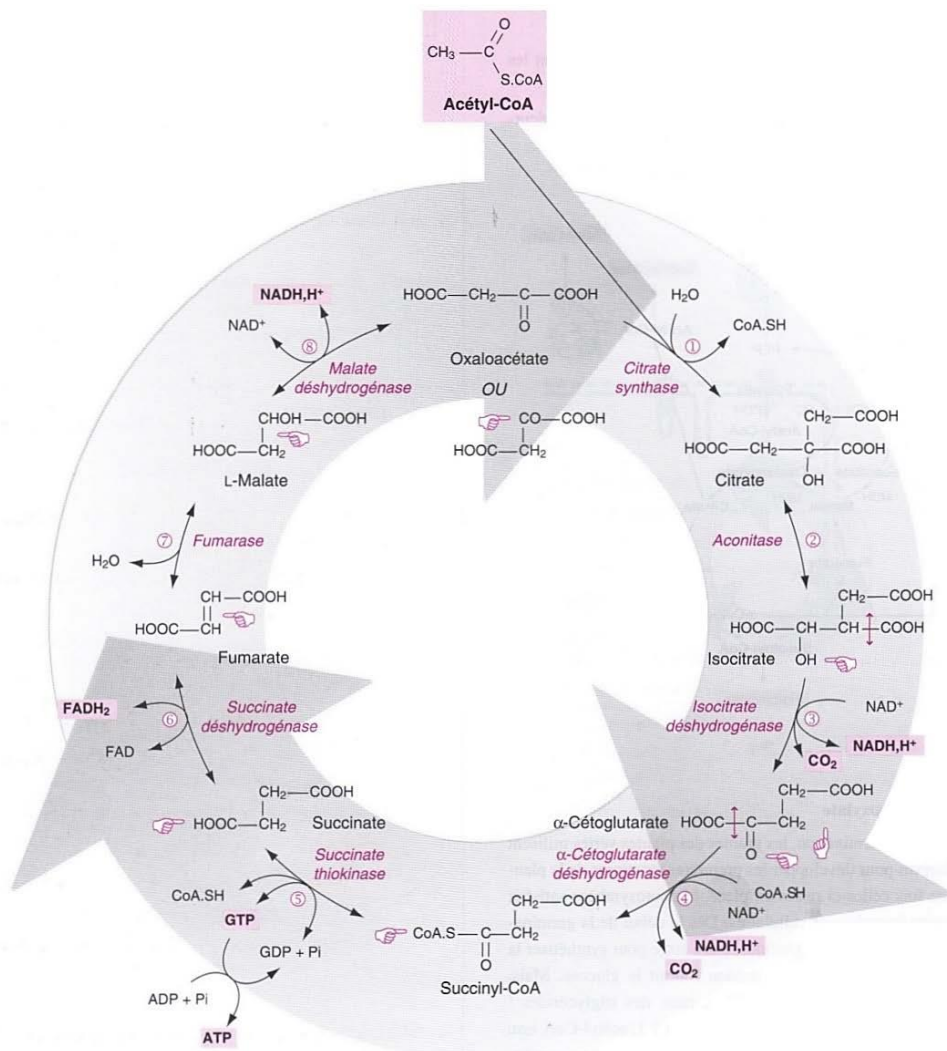 O
CH₃ — C
S.CoA
Acétyl-CoA
HOOC—CH₂—C—COOH
O
Oxaloacétate
OU
CO—COOH
HOOC—CH₂
H₂O
CoA.SH
①
Citrate
synthase
CH₂—COOH
HOOC—CH₂—C—COOH
OH
Citrate
②
Aconitase
CH₂—COOH
HOOC—CH—CH—COOH
OH
Isocitrate
Isocitrate
déshydrogénase
③
NAD⁺
NADH,H⁺
CO₂
CH₂—COOH
HOOC—C—CH₂
O
α-Cétoglutarate
α-Cétoglutarate
déshydrogénase
④
CoA.SH
NAD⁺
NADH,H⁺
CO₂
CH₂—COOH
CoA.S—C—CH₂
O
Succinyl-CoA
Succinate
thiokinase
⑤
CoA.SH
GTP
GDP + Pi
ADP + Pi
ATP
CH₂—COOH
HOOC—CH₂
Succinate
Succinate
déshydrogénase
⑥
FADH₂
FAD
CH—COOH
HOOC—CH
Fumarate
⑦
Fumarase
H₂O
CHOH—COOH
HOOC—CH₂
L-Malate
Malate
déshydrogénase
⑧
NAD⁺
NADH,H⁺